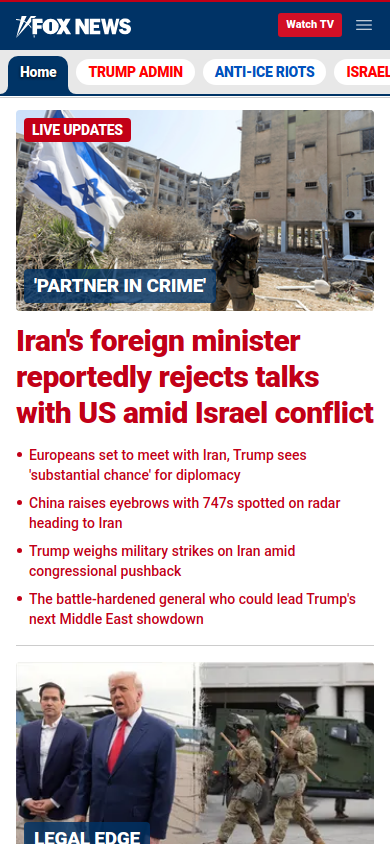 FOX NEWS
Watch TV
Home
TRUMP ADMIN
ANTI-ICE RIOTS
ISRAEL
LIVE UPDATES
'PARTNER IN CRIME'
Iran's foreign minister
reportedly rejects talks
with US amid Israel conflict
• Europeans set to meet with Iran, Trump sees
'substantial chance' for diplomacy
• China raises eyebrows with 747s spotted on radar
heading to Iran
• Trump weighs military strikes on Iran amid
congressional pushback
• The battle-hardened general who could lead Trump's
next Middle East showdown
LEGAL EDGE